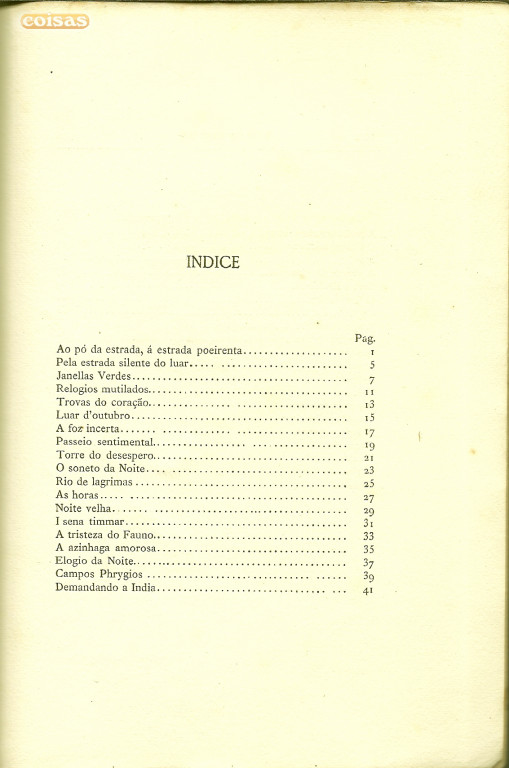 coisas
INDICE
Pag.
Ao pó da estrada, á estrada poeirenta.................... 1
Pela estrada silente do luar..... ........................... 5
Janellas Verdes........................................ 7
Relogios mutilados..................................... 11
Trovas do coração..................................... 13
Luar d'outubro........................................ 15
A foz incerta........................................... 17
Passeio sentimental.................................... 19
Torre do desespero.................................... 21
O soneto da Noite...................................... 23
Rio de lagrimas........................................ 25
As horas..... ........................................ 27
Noite velha............................................ 29
I sena timmar......................................... 31
A tristeza do Fauno.................................... 33
A azinhaga amorosa................................... 35
Elogio da Noite........................................ 37
Campos Phrygios ...................................... 39
Demandando a India................................... 41